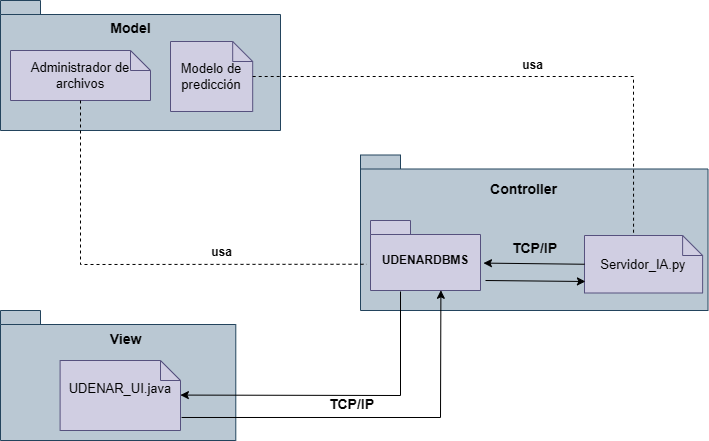 Model
Administrador de
archivos
Modelo de
predicción
usa
Controller
UDENARDBMS
TCP/IP
Servidor_IA.py
usa
View
UDENAR_UI.java
TCP/IP